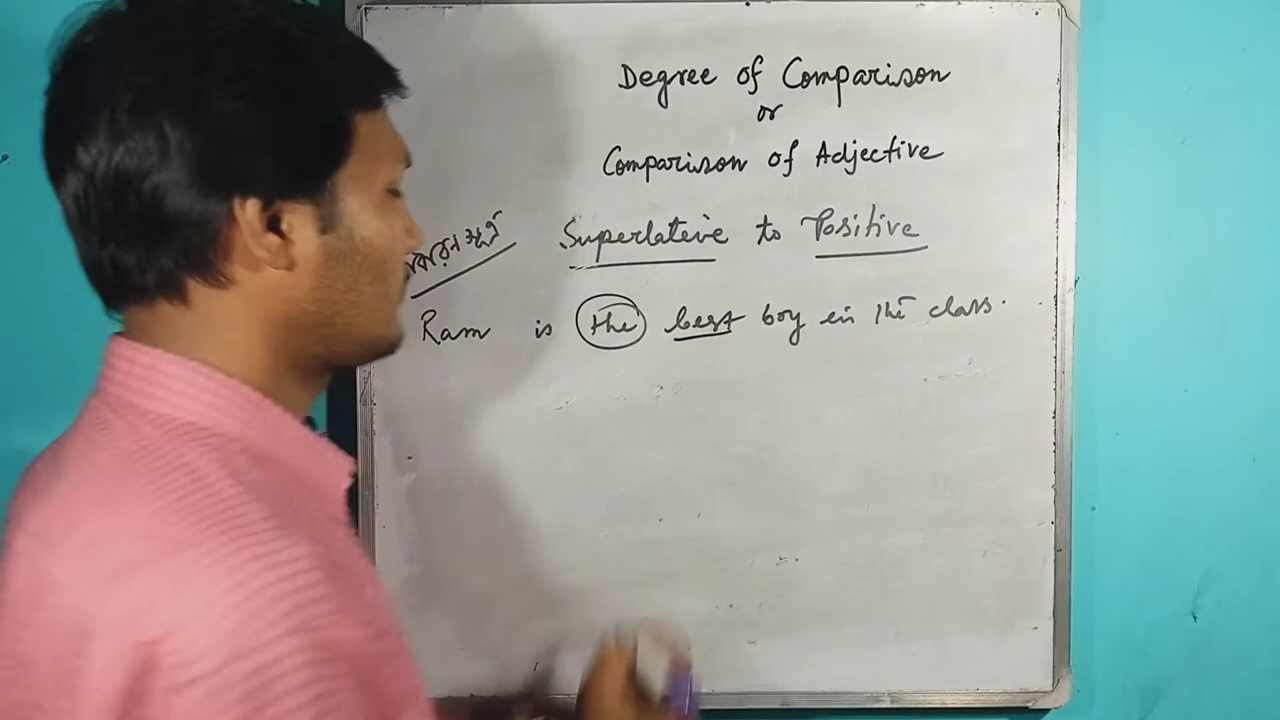 Degree of Comparison
or
Comparison of Adjective
Superlative to Positive
Ram is the best boy in the class.